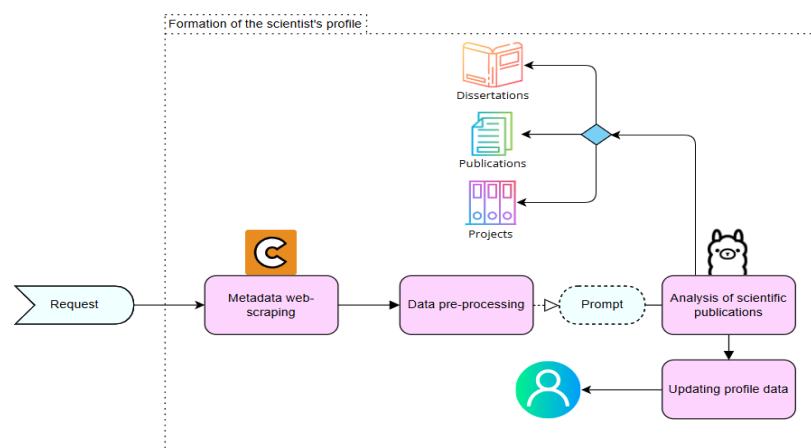 Formation of the scientist's profile
Dissertations
Publications
Projects
C
Request
Metadata web-
scraping
Data pre-processing
Prompt
Analysis of scientific
publications
Updating profile data